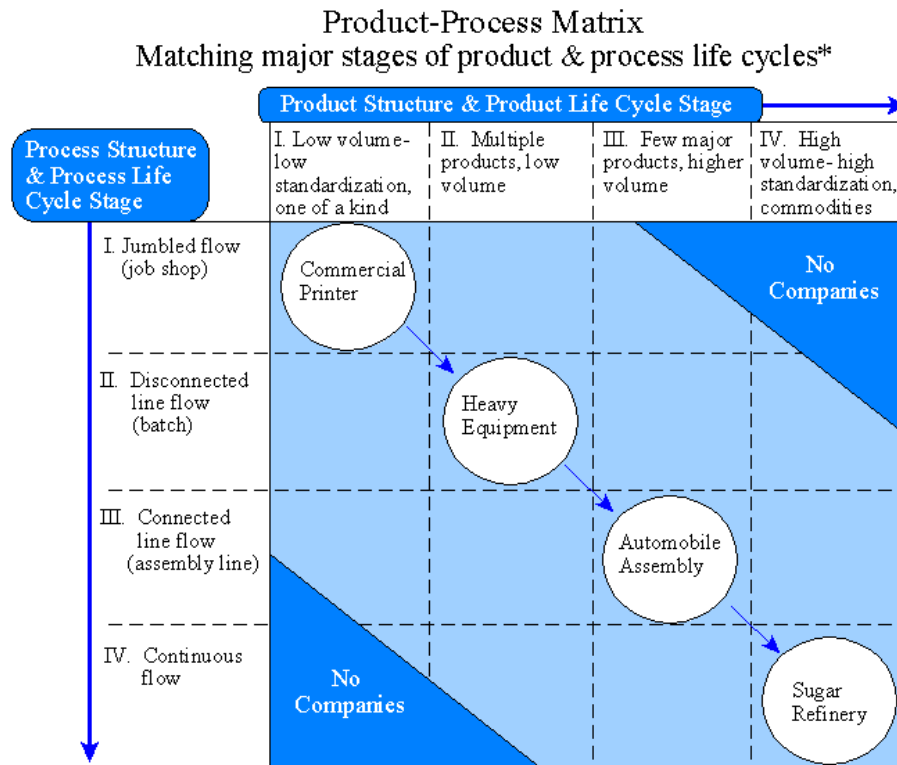 Product-Process Matrix
Matching major stages of product & process life cycles*
Product Structure & Product Life Cycle Stage
Process Structure
& Process Life
Cycle Stage
I. Low volume-
low
standardization,
one of a kind
II. Multiple
products, low
volume
III. Few major
products, higher
volume
IV. High
volume- high
standardization,
commodities
I. Jumbled flow
(job shop)
Commercial
Printer
No
Companies
II. Disconnected
line flow
(batch)
Heavy
Equipment
III. Connected
line flow
(assembly line)
Automobile
Assembly
IV. Continuous
flow
No
Companies
Sugar
Refinery